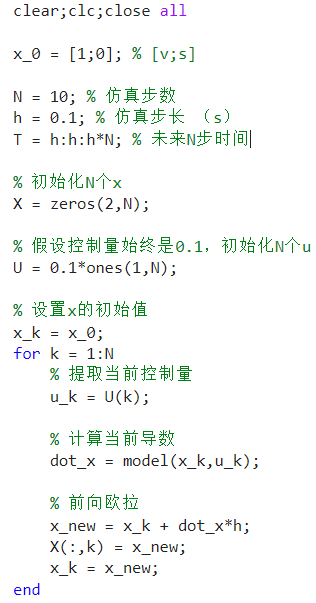 clear;clc;close all
x_0 = [1;0]; % [v;s]
N = 10; % 仿真步数
h = 0.1; % 仿真步长 （s）
T = h:h:h*N; % 未来N步时间
% 初始化N个x
X = zeros(2,N);
% 假设控制量始终是0.1，初始化N个u
U = 0.1*ones(1,N);
% 设置x的初始值
x_k = x_0;
for k = 1:N
% 提取当前控制量
u_k = U(k);
% 计算当前导数
dot_x = model(x_k,u_k);
% 前向欧拉
x_new = x_k + dot_x*h;
X(:,k) = x_new;
x_k = x_new;
end